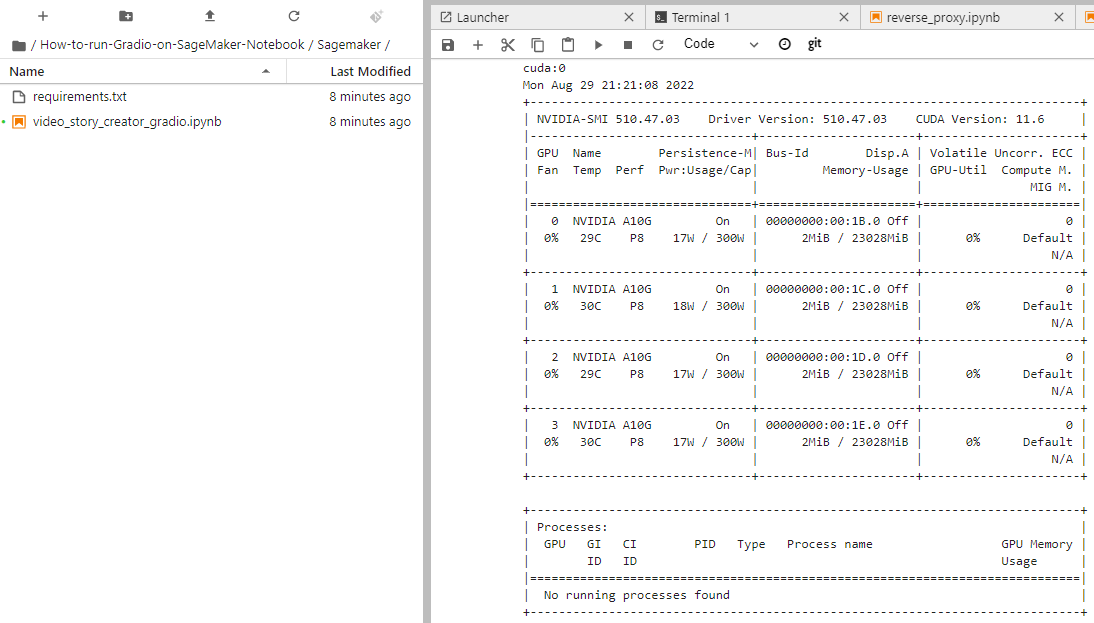 / How-to-run-Gradio-on-SageMaker-Notebook / Sagemaker /
Name Last Modified
requirements.txt 8 minutes ago
video_story_creator_gradio.ipynb 8 minutes ago
Launcher Terminal 1 reverse_proxy.ipynb
Code git
cuda:0
Mon Aug 29 21:21:08 2022
+-----------------------------------------------------------------------------+
| NVIDIA-SMI 510.47.03    Driver Version: 510.47.03    CUDA Version: 11.6     |
|-------------------------------+----------------------+----------------------+
| GPU  Name        Persistence-M| Bus-Id        Disp.A | Volatile Uncorr. ECC |
| Fan  Temp  Perf  Pwr:Usage/Cap|         Memory-Usage | GPU-Util  Compute M. |
|                               |                      |               MIG M. |
|===============================+======================+======================|
|   0  NVIDIA A10G         On   | 00000000:00:1B.0 Off |                    0 |
|  0%   29C    P8    17W / 300W |      2MiB / 23028MiB |      0%      Default |
|                               |                      |                  N/A |
+-------------------------------+----------------------+----------------------+
|   1  NVIDIA A10G         On   | 00000000:00:1C.0 Off |                    0 |
|  0%   30C    P8    18W / 300W |      2MiB / 23028MiB |      0%      Default |
|                               |                      |                  N/A |
+-------------------------------+----------------------+----------------------+
|   2  NVIDIA A10G         On   | 00000000:00:1D.0 Off |                    0 |
|  0%   29C    P8    17W / 300W |      2MiB / 23028MiB |      0%      Default |
|                               |                      |                  N/A |
+-------------------------------+----------------------+----------------------+
|   3  NVIDIA A10G         On   | 00000000:00:1E.0 Off |                    0 |
|  0%   30C    P8    17W / 300W |      2MiB / 23028MiB |      0%      Default |
|                               |                      |                  N/A |
+-------------------------------+----------------------+----------------------+

+-----------------------------------------------------------------------------+
| Processes:                                                                  |
|  GPU   GI   CI        PID   Type   Process name                  GPU Memory |
|        ID   ID                                                   Usage      |
|=============================================================================|
|  No running processes found                                                 |
+-----------------------------------------------------------------------------+